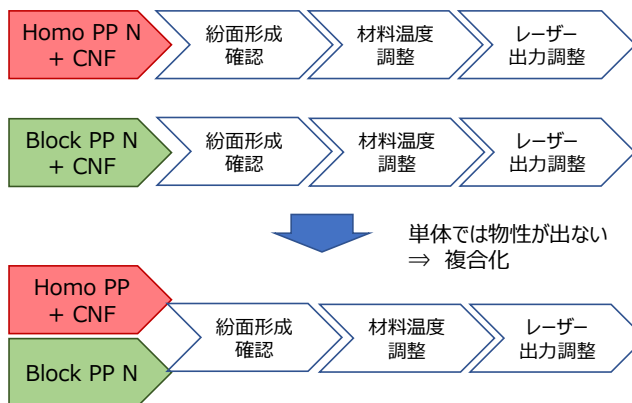 Homo PP N
+ CNF
紛面形成
確認
材料温度
調整
レーザー
出力調整
Block PP N
+ CNF
紛面形成
確認
材料温度
調整
レーザー
出力調整
単体では物性が出ない
⇒ 複合化
Homo PP
+ CNF
Block PP N
紛面形成
確認
材料温度
調整
レーザー
出力調整